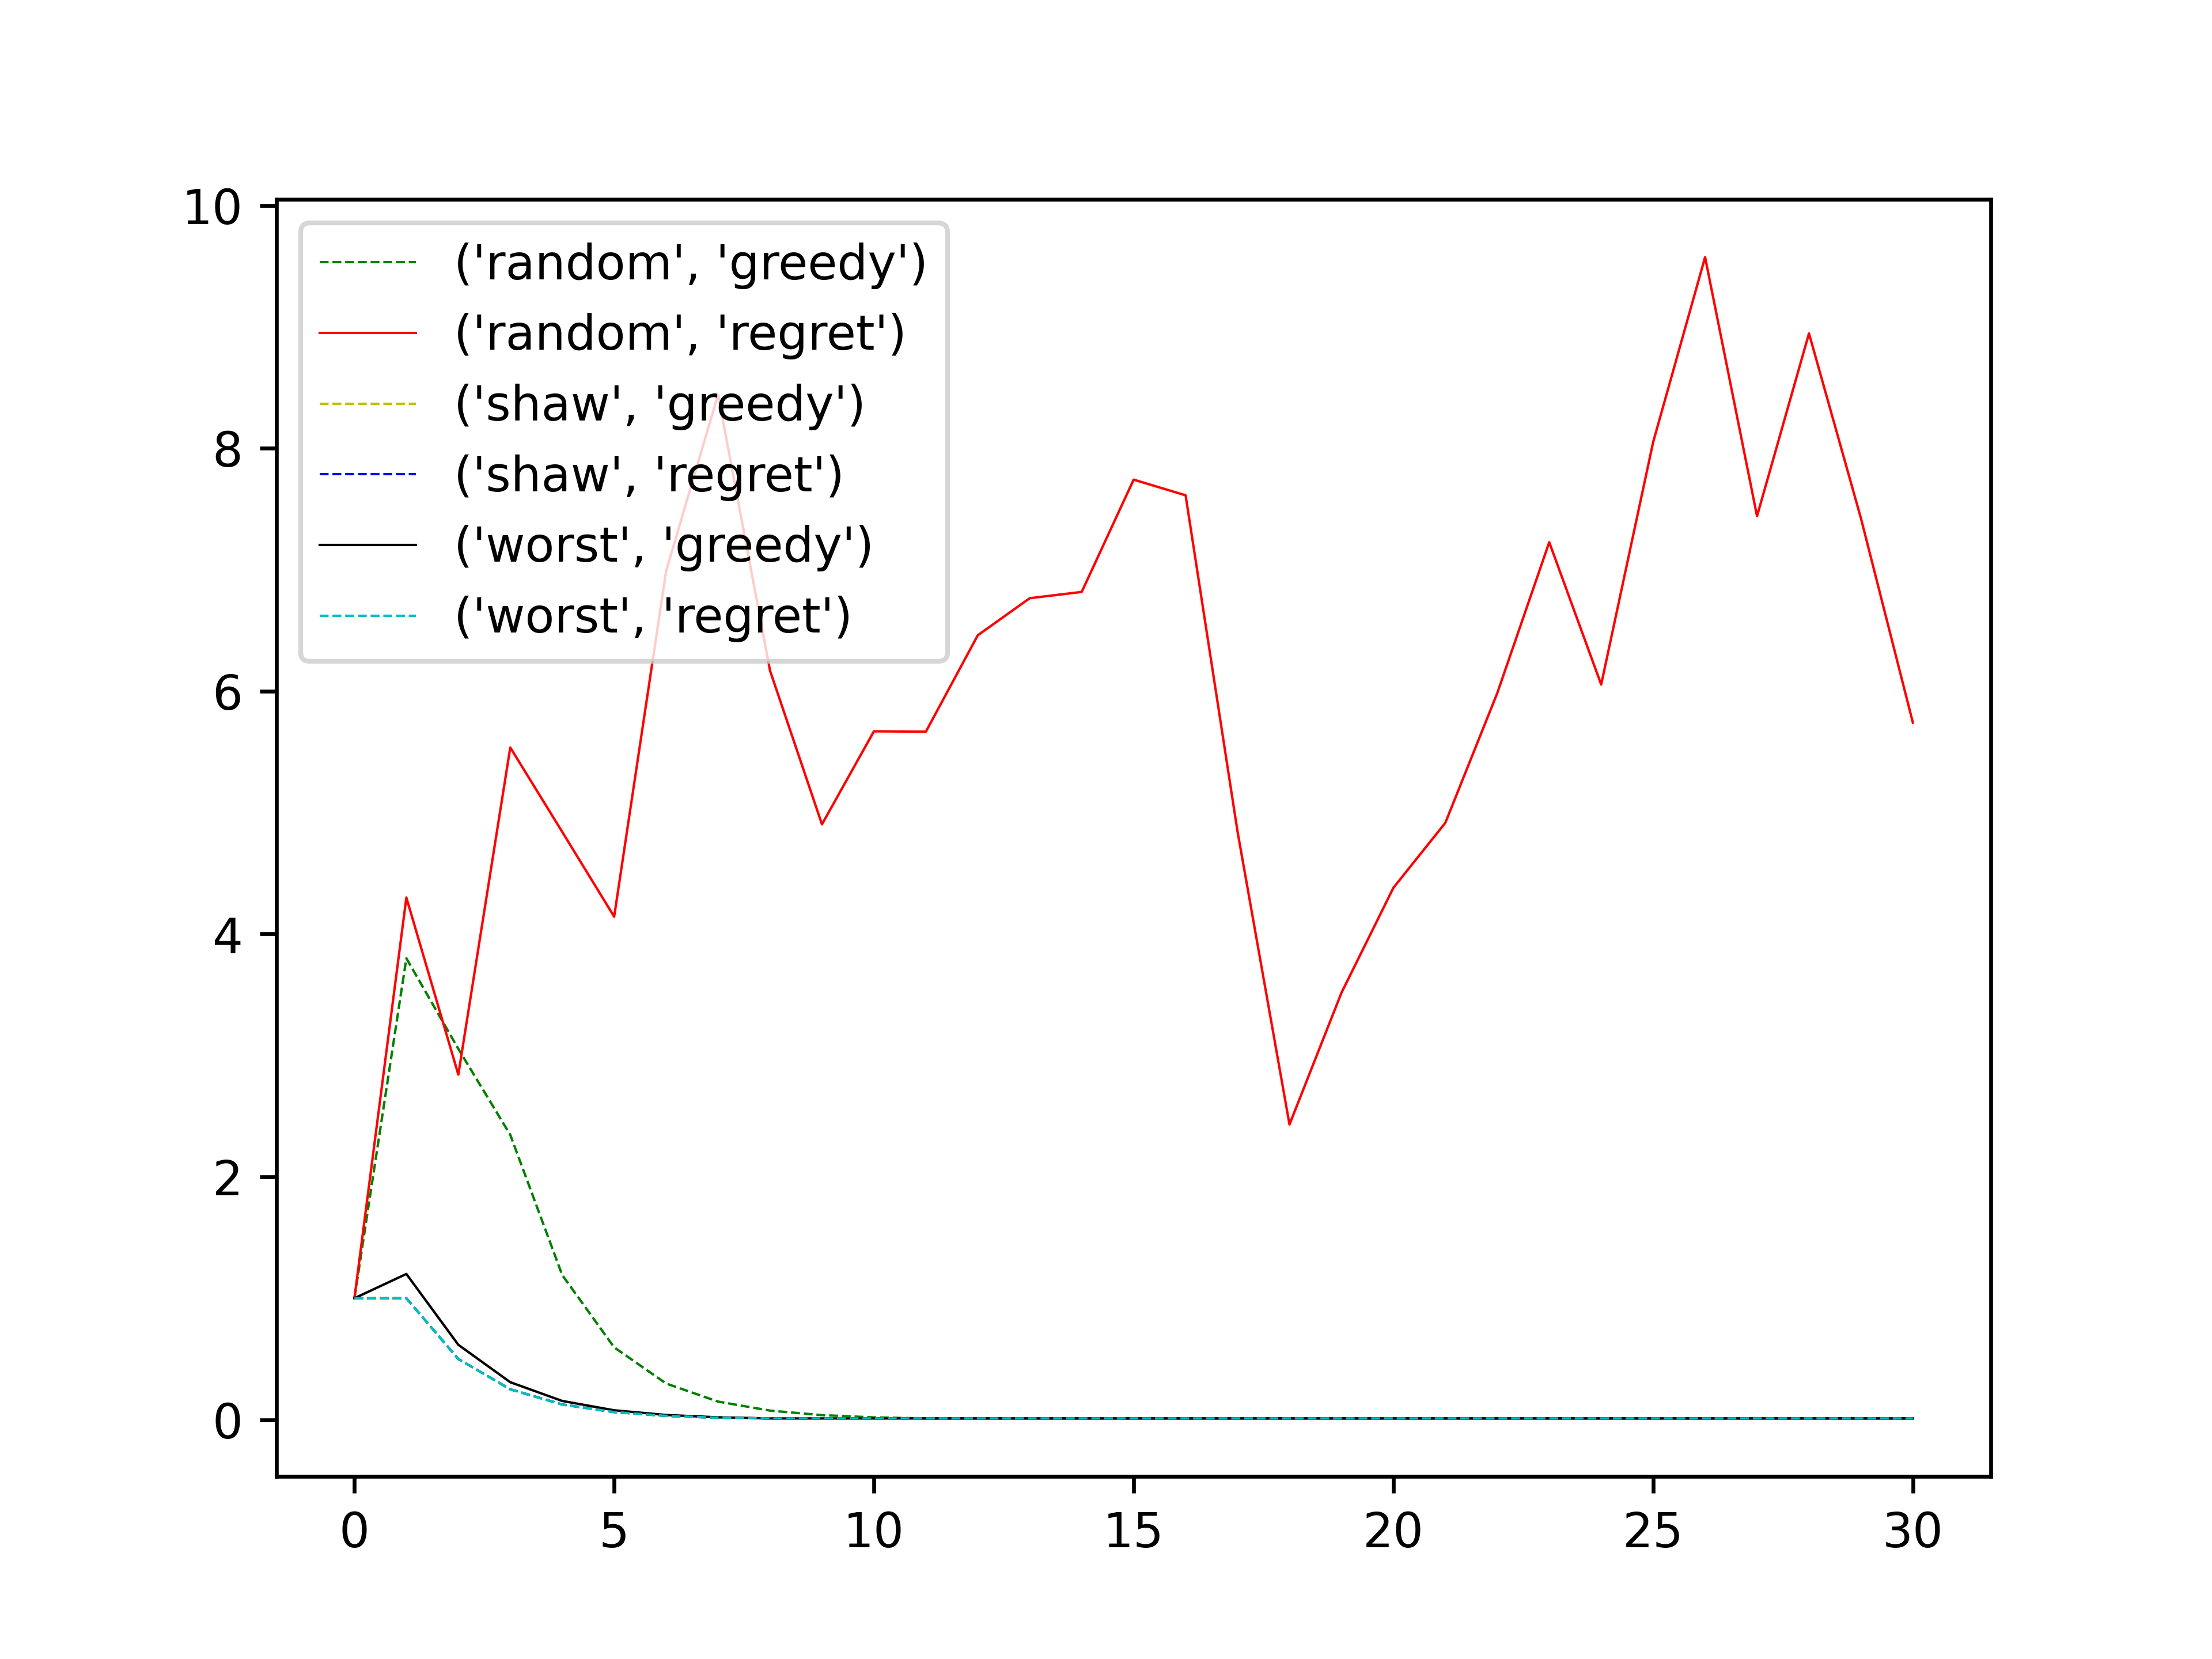 10
8
6
4
2
0
('random', 'greedy')
('random', 'regret')
('shaw', 'greedy')
('shaw', 'regret')
('worst', 'greedy')
('worst', 'regret')
0 5 10 15 20 25 30